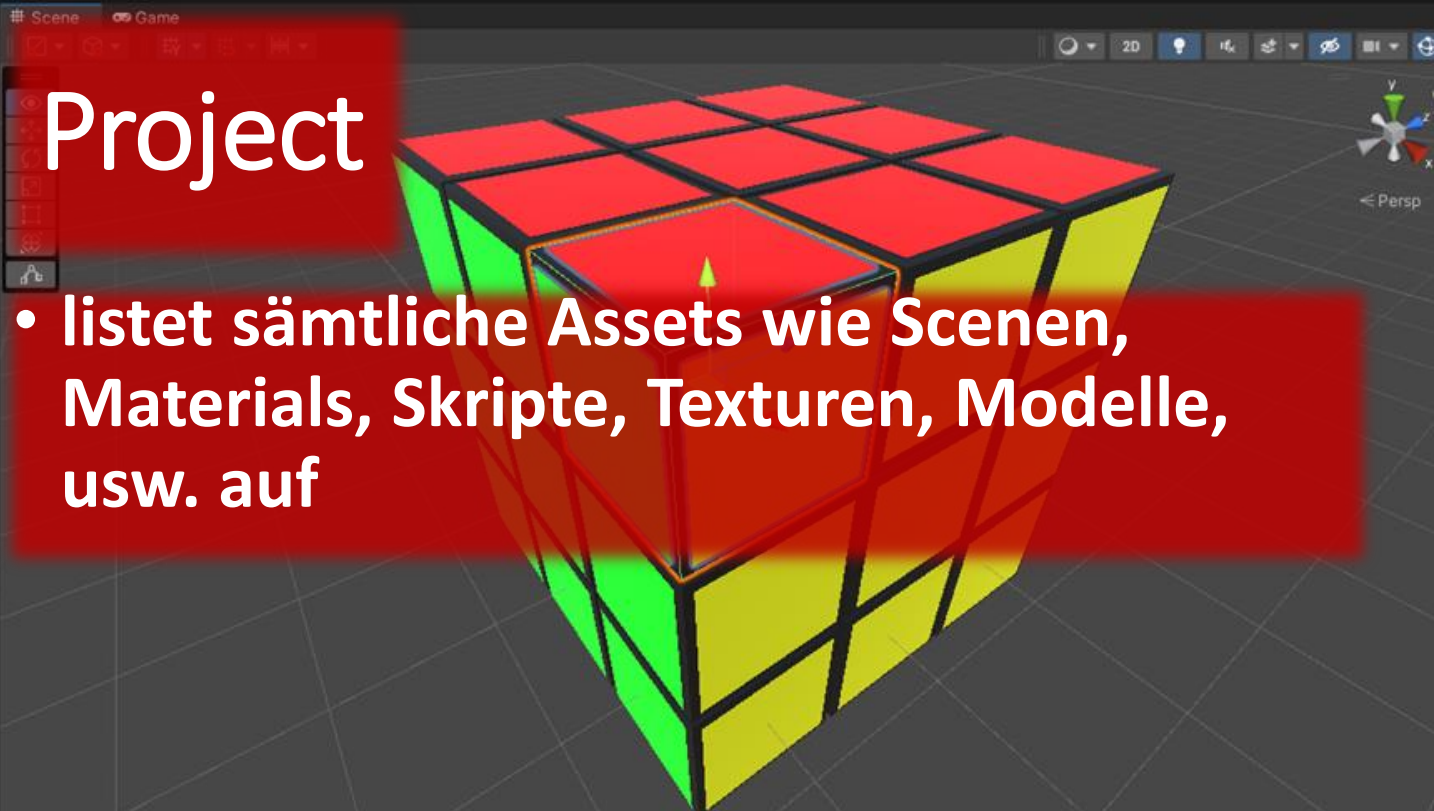 Scene Game
2D
Project
y
z
x
Persp
• listet sämtliche Assets wie Scenen,
Materials, Skripte, Texturen, Modelle,
usw. auf